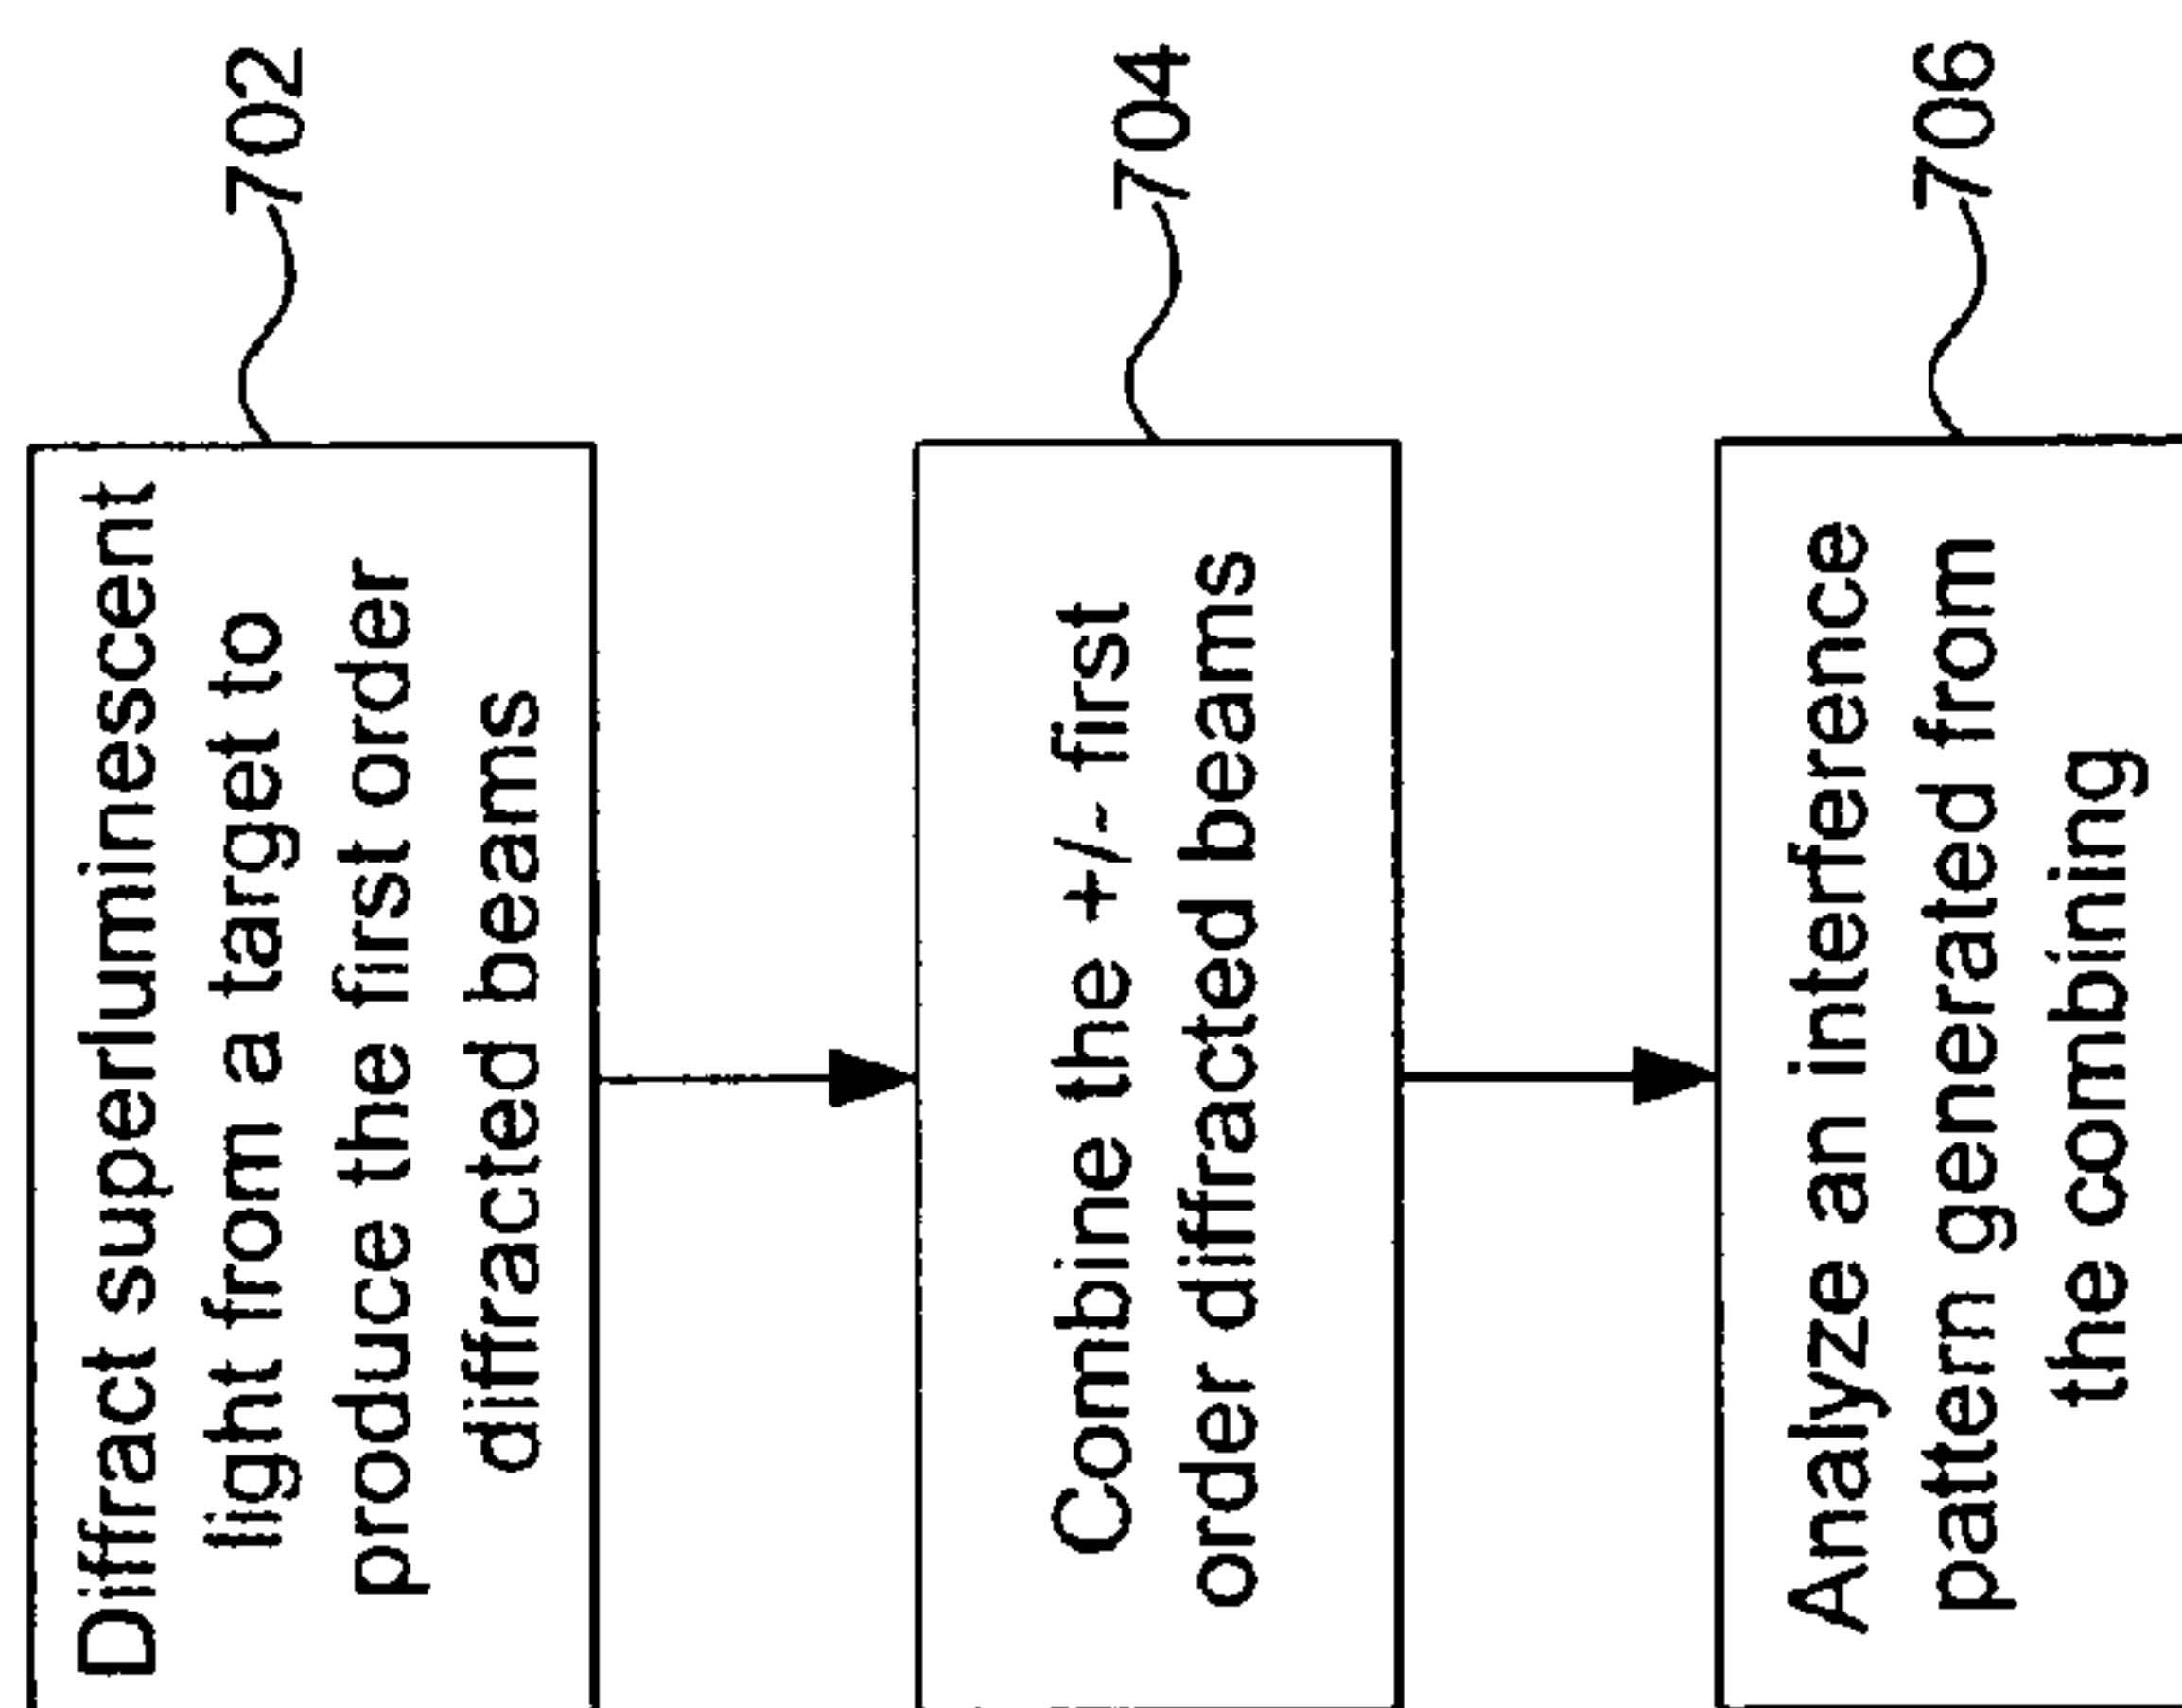 Diffract superluminescent
light from a target to
produce the first order
diffracted beams
702
Combine the +/- first
order diffracted beams
704
Analyze an interference
pattern generated from
the combining
706